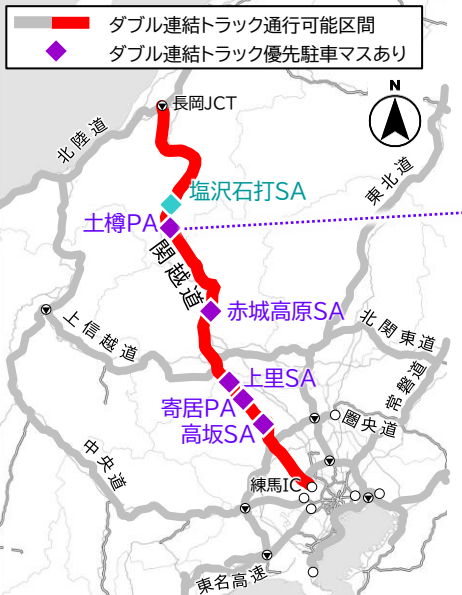 ダブル連結トラック通行可能区間
ダブル連結トラック優先駐車マスあり
長岡JCT
N
北陸道
東北道
塩沢石打SA
土樽PA
関越道
赤城高原SA
上信越道
北関東道
常磐道
上里SA
寄居PA
高坂SA
圏央道
中央道
練馬IC
東名高速